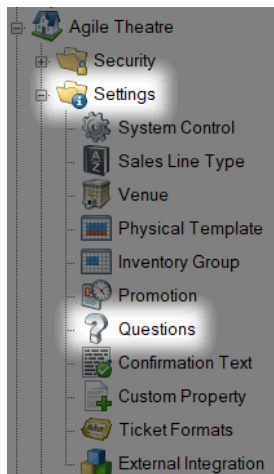 Agile Theatre
Security
Settings
System Control
Sales Line Type
Venue
Physical Template
Inventory Group
Promotion
Questions
Confirmation Text
Custom Property
Ticket Formats
External Integration